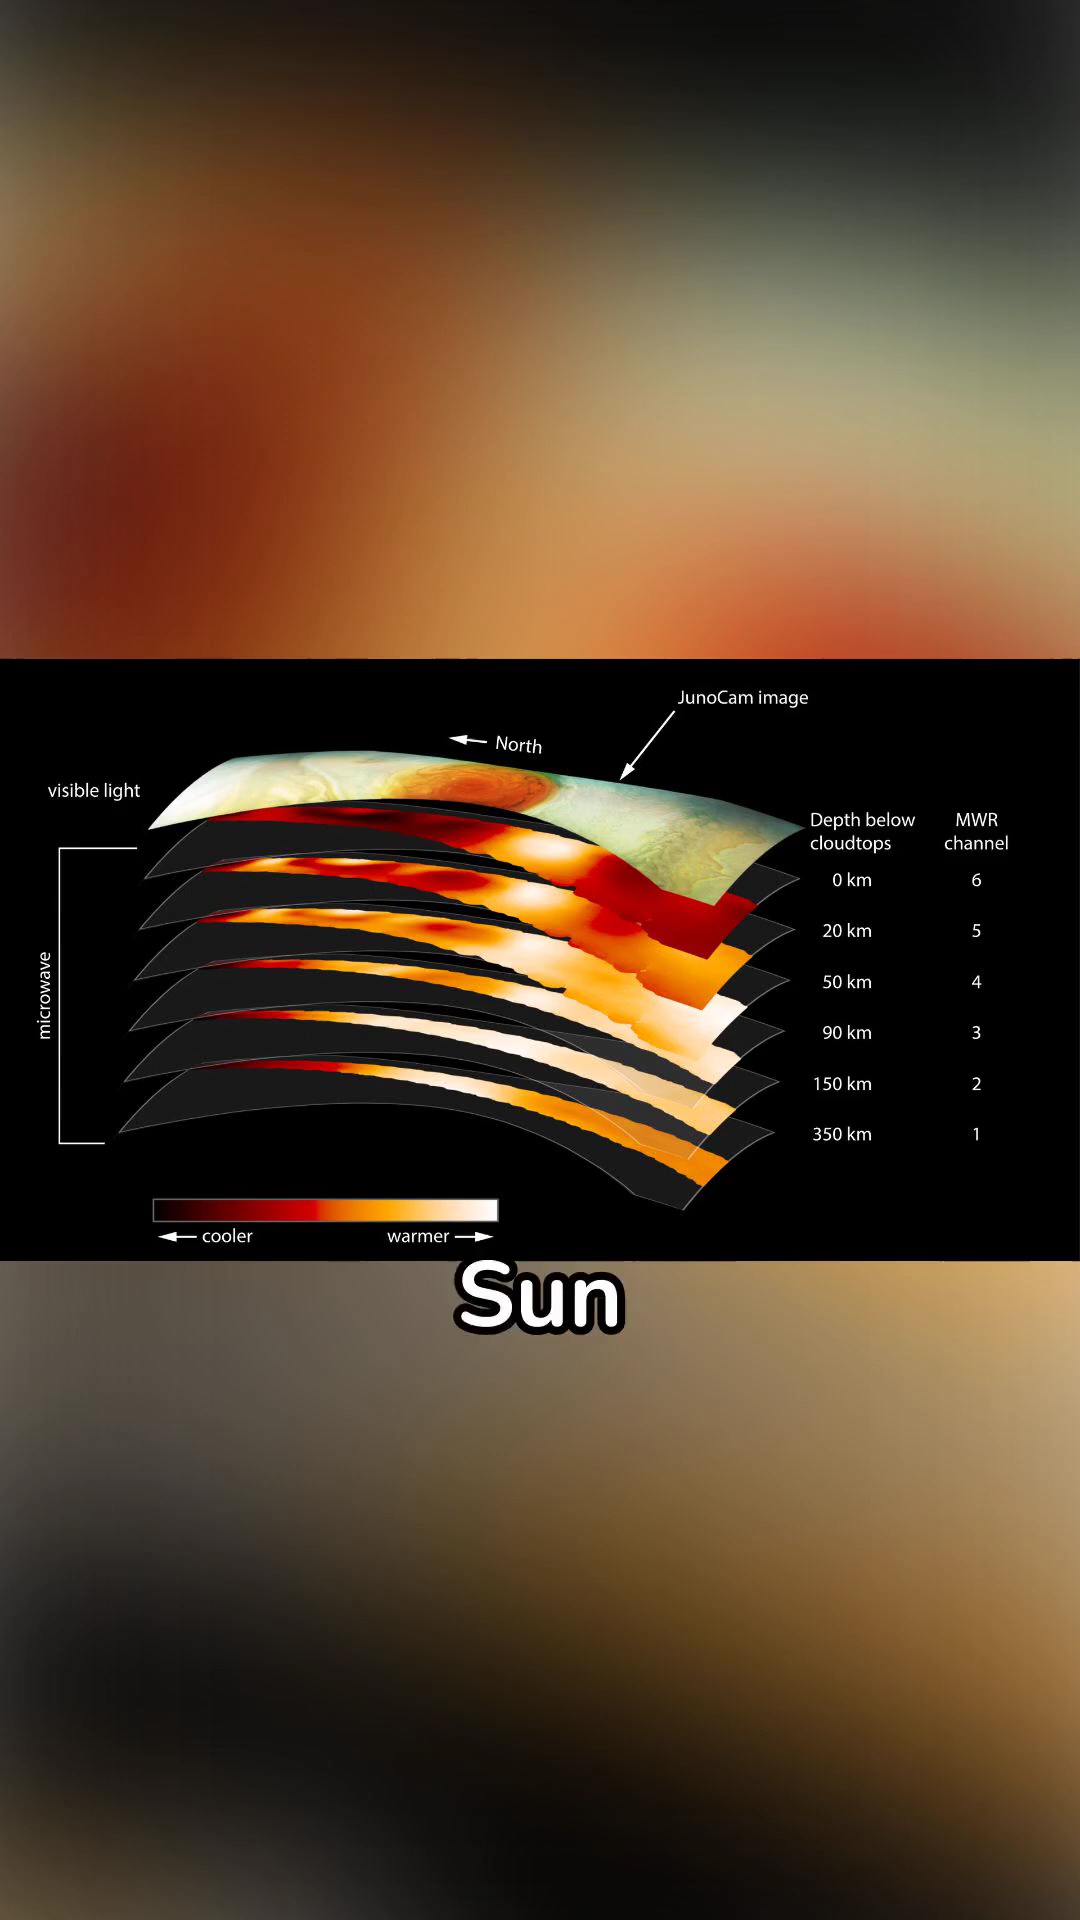 JunoCam image
North
visible light
Depth below
cloudtops
MWR
channel
0 km 6
20 km 5
50 km 4
90 km 3
150 km 2
350 km 1
microwave
cooler
warmer
Sun